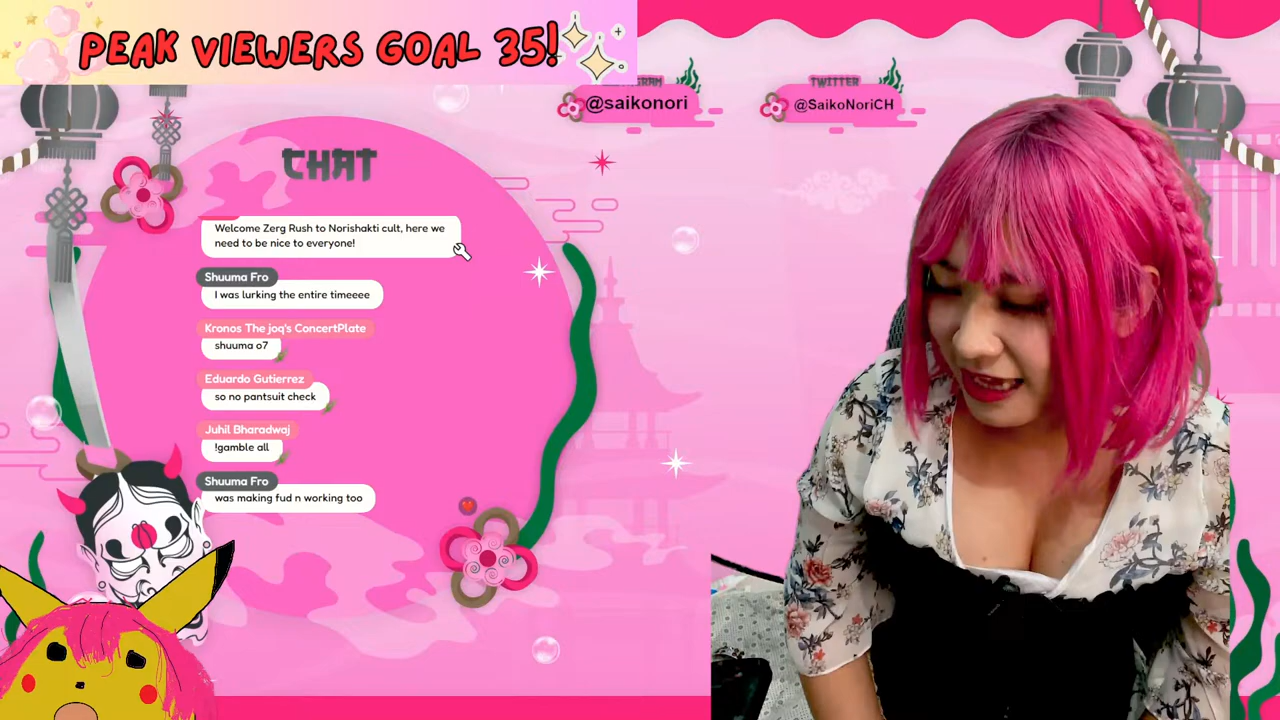 PEAK VIEWERS GOAL 35!
TWITTER
@saikonori
@SaikoNoriCH
CHAT
Welcome Zerg Rush to Norishakti cult, here we
need to be nice to everyone!
Shuuma Fro
I was lurking the entire timeeee
Kronos The joq's ConcertPlate
shuuma o7
Eduardo Gutierrez
so no pantsuit check
Juhil Bharadwaj
!gamble all
Shuuma Fro
was making fud n working too